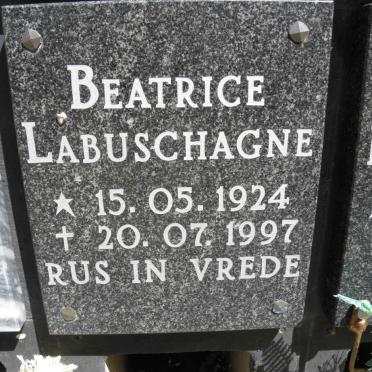 BEATRICE
LABUSCHAGNE
★ 15. 05. 1924
✝ 20. 07. 1997
RUS IN VREDE